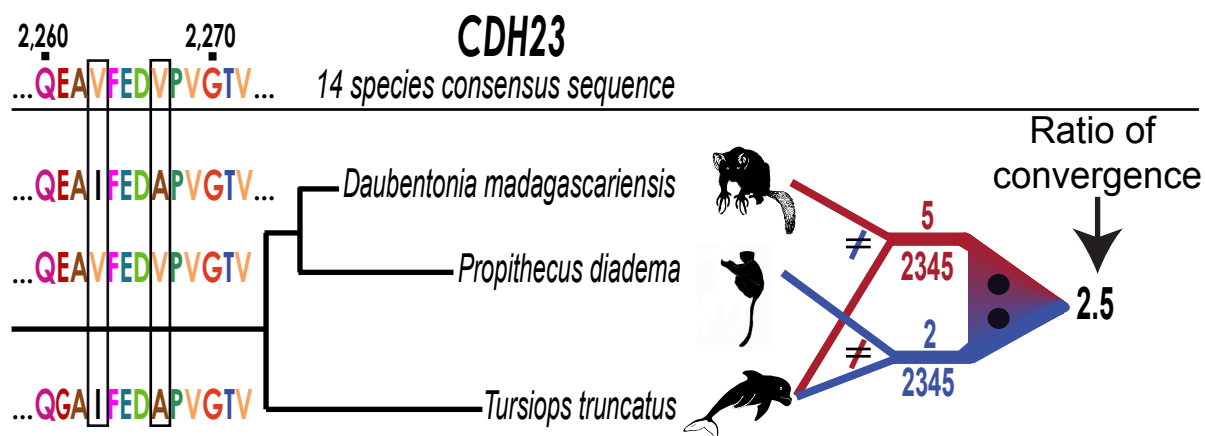 2,260 2,270 CDH23
...QEAVFEDVPVGTV... 14 species consensus sequence
Ratio of
convergence
...QEAIFEDAPVGTV... Daubentonia madagascariensis
5
2345
=
...QEAVFEDVPVGTV Propithecus diadema
2.5
2
2345
=
...QGAIFEDAPVGTV Tursiops truncatus